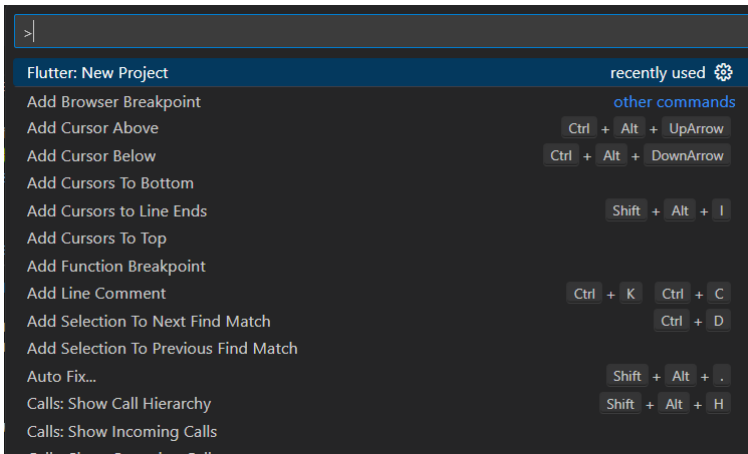 >
Flutter: New Project recently used
Add Browser Breakpoint other commands
Add Cursor Above Ctrl + Alt + UpArrow
Add Cursor Below Ctrl + Alt + DownArrow
Add Cursors To Bottom
Add Cursors to Line Ends Shift + Alt + I
Add Cursors To Top
Add Function Breakpoint
Add Line Comment Ctrl + K Ctrl + C
Add Selection To Next Find Match Ctrl + D
Add Selection To Previous Find Match
Auto Fix... Shift + Alt + .
Calls: Show Call Hierarchy Shift + Alt + H
Calls: Show Incoming Calls